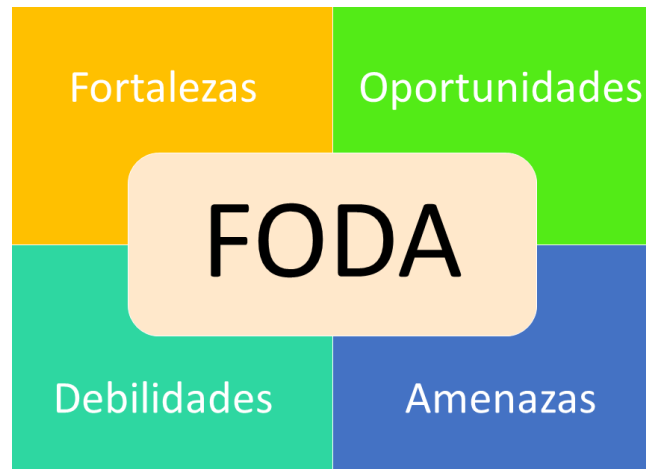 Fortalezas
Oportunidades
FODA
Debilidades
Amenazas